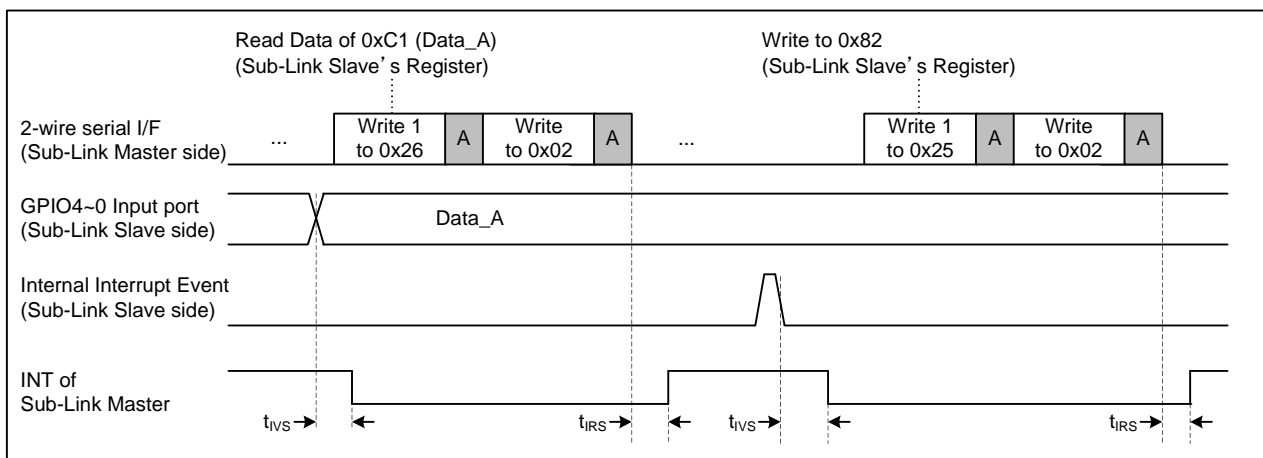 Read Data of 0xC1 (Data_A)
(Sub-Link Slave's Register)
Write to 0x82
(Sub-Link Slave's Register)
2-wire serial I/F
(Sub-Link Master side)
...
Write 1
to 0x26
A
Write
to 0x02
A
...
Write 1
to 0x25
A
Write
to 0x02
A
GPIO4~0 Input port
(Sub-Link Slave side)
Data_A
Internal Interrupt Event
(Sub-Link Slave side)
INT of
Sub-Link Master
tIVS
tIRS
tIVS
tIRS